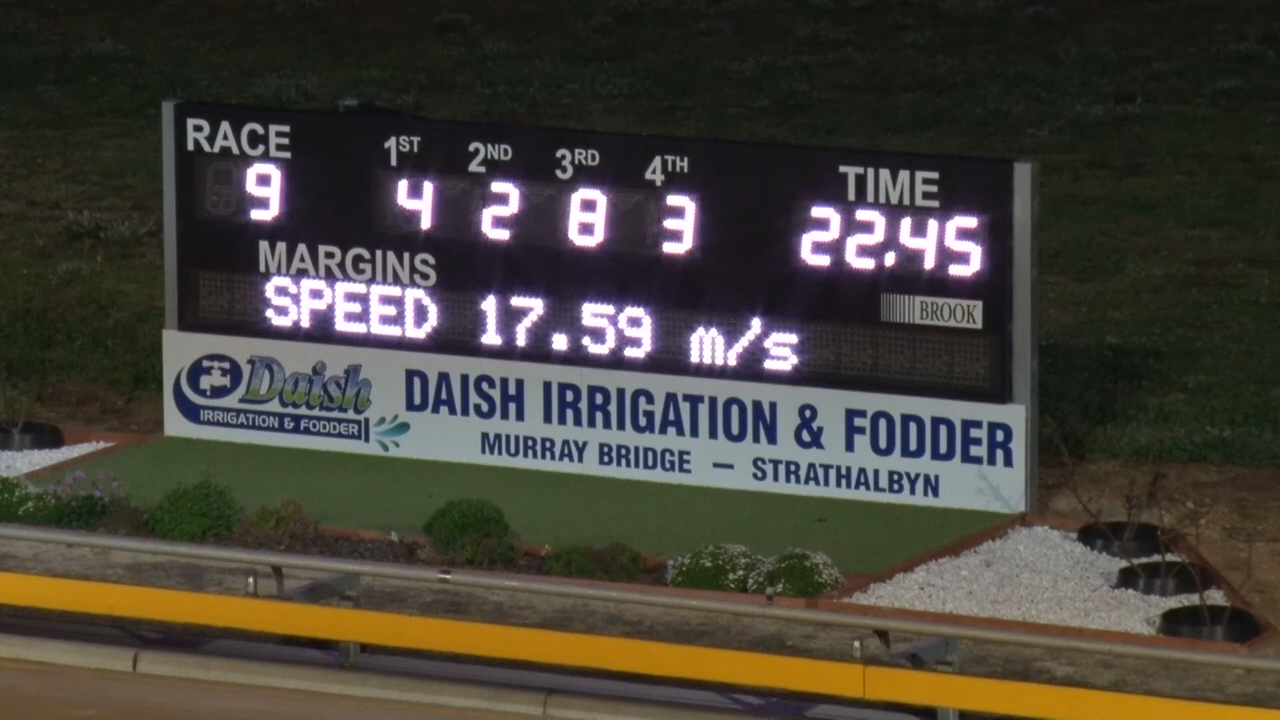 RACE 1ST 2ND 3RD 4TH TIME
9 4 2 8 3 22.45
MARGINS
SPEED 17.59 m/s
BROOK
Daish
IRRIGATION & FODDER
DAISH IRRIGATION & FODDER
MURRAY BRIDGE – STRATHALBYN